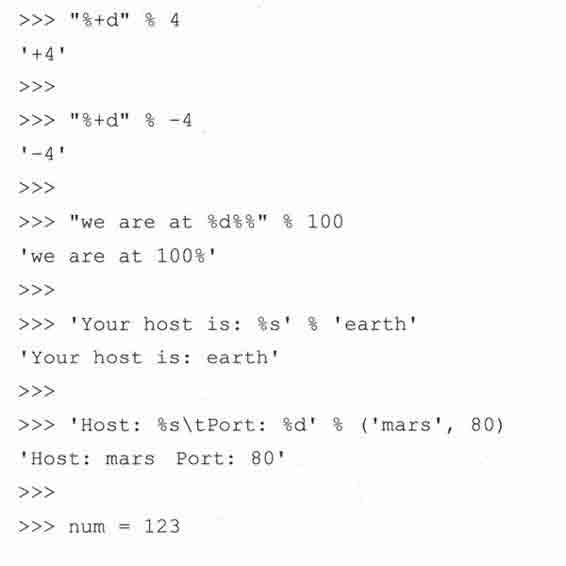 >>> "%+d" % 4
'+4'
>>>
>>> "%+d" % -4
'-4'
>>>
>>> "we are at %d%%" % 100
'we are at 100%'
>>>
>>> 'Your host is: %s' % 'earth'
'Your host is: earth'
>>>
>>> 'Host: %s\tPort: %d' % ('mars', 80)
'Host: mars  Port: 80'
>>>
>>> num = 123